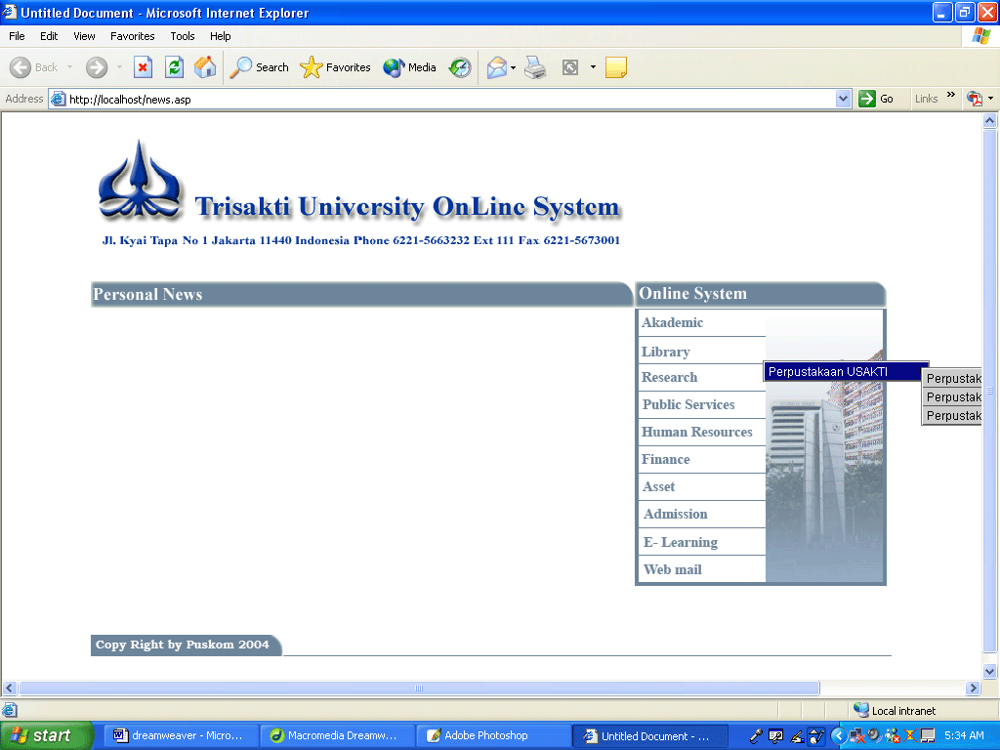 Untitled Document - Microsoft Internet Explorer
File Edit View Favorites Tools Help
Back Search Favorites Media
Address http://localhost/news.asp Go Links »
Trisakti University OnLine System
Jl. Kyai Tapa No 1 Jakarta 11440 Indonesia Phone 6221-5663232 Ext 111 Fax 6221-5673001
Personal News
Online System
Akademic
Library
Research
Public Services
Human Resources
Finance
Asset
Admission
E- Learning
Web mail
Perpustakaan USAKTI
Perpustak
Perpustak
Perpustak
Copy Right by Puskom 2004
Local intranet
start dreamweaver - Micro... Macromedia Dreamw... Adobe Photoshop Untitled Document - ... 5:34 AM